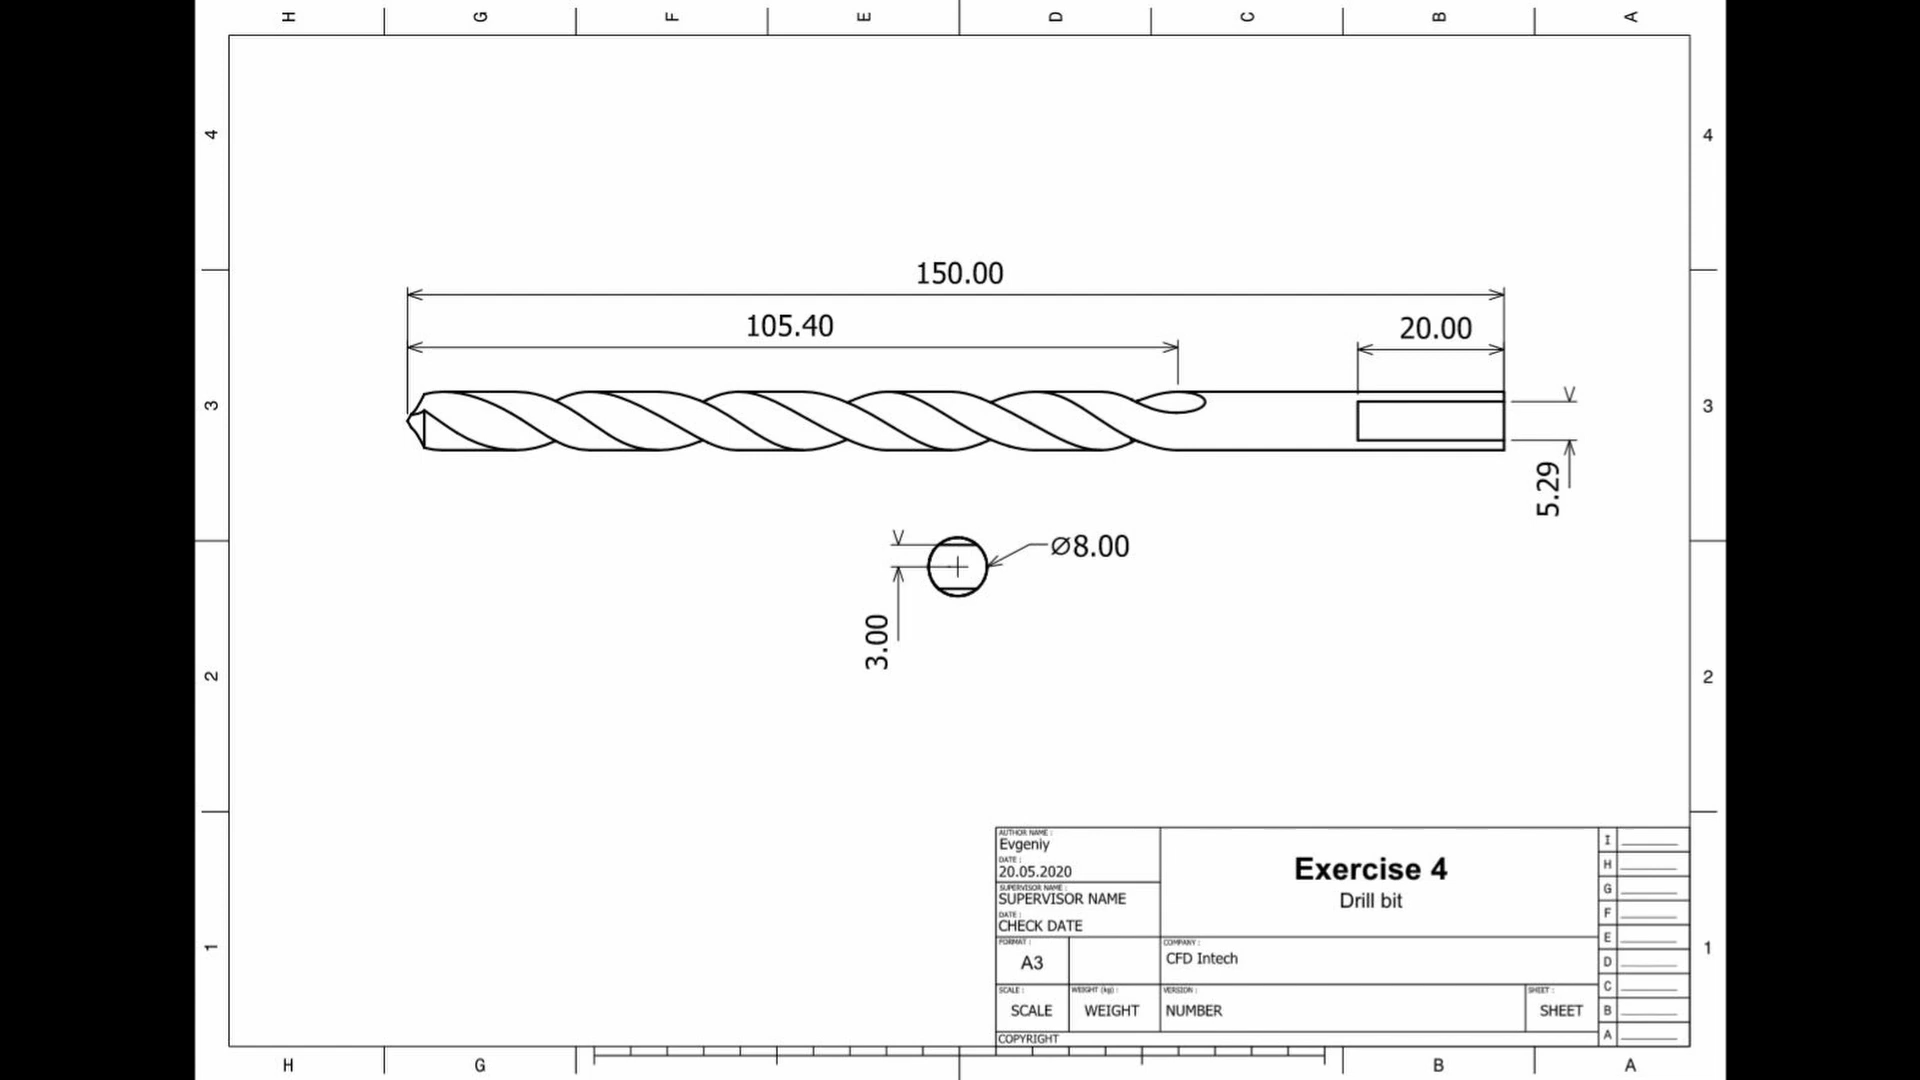 H G F E D C B A
4 4
150.00
105.40
20.00
3 3
5.29
⌀8.00
3.00
2 2
AUTHOR NAME :
Evgeniy
DATE :
20.05.2020
SUPERVISOR NAME :
SUPERVISOR NAME
DATE :
CHECK DATE
Exercise 4
Drill bit
FORMAT :
A3
COMPANY :
CFD Intech
SCALE :
SCALE
WEIGHT (kg) :
WEIGHT
VERSION :
NUMBER
SHEET :
SHEET
COPYRIGHT
I
H
G
F
E
D
C
B
A
1 1
H G B A